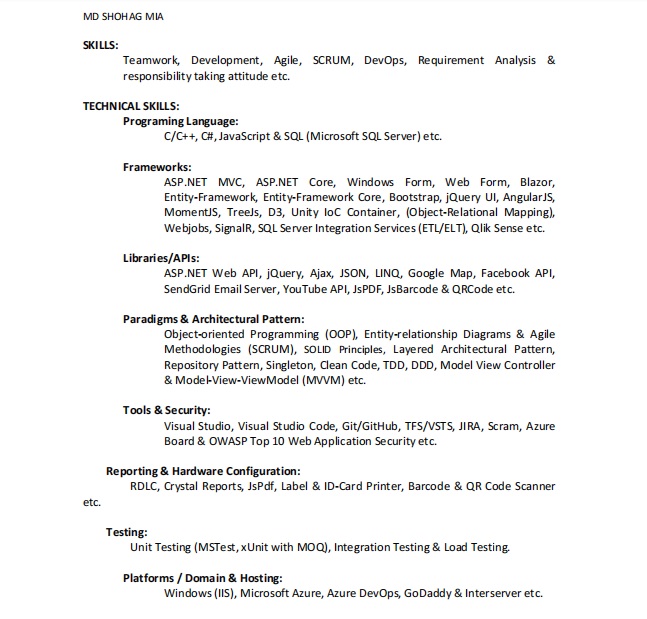 MD SHOHAG MIA
SKILLS:
Teamwork, Development, Agile, SCRUM, DevOps, Requirement Analysis &
responsibility taking attitude etc.
TECHNICAL SKILLS:
Programing Language:
C/C++, C#, JavaScript & SQL (Microsoft SQL Server) etc.
Frameworks:
ASP.NET MVC, ASP.NET Core, Windows Form, Web Form, Blazor,
Entity-Framework, Entity-Framework Core, Bootstrap, jQuery UI, AngularJS,
MomentJS, TreeJs, D3, Unity IoC Container, (Object-Relational Mapping),
Webjobs, SignalR, SQL Server Integration Services (ETL/ELT), Qlik Sense etc.
Libraries/APIs:
ASP.NET Web API, jQuery, Ajax, JSON, LINQ, Google Map, Facebook API,
SendGrid Email Server, YouTube API, JsPDF, JsBarcode & QRCode etc.
Paradigms & Architectural Pattern:
Object-oriented Programming (OOP), Entity-relationship Diagrams & Agile
Methodologies (SCRUM), SOLID Principles, Layered Architectural Pattern,
Repository Pattern, Singleton, Clean Code, TDD, DDD, Model View Controller
& Model-View-ViewModel (MVVM) etc.
Tools & Security:
Visual Studio, Visual Studio Code, Git/GitHub, TFS/VSTS, JIRA, Scram, Azure
Board & OWASP Top 10 Web Application Security etc.
Reporting & Hardware Configuration:
RDLC, Crystal Reports, JsPdf, Label & ID-Card Printer, Barcode & QR Code Scanner
etc.
Testing:
Unit Testing (MSTest, xUnit with MOQ), Integration Testing & Load Testing.
Platforms / Domain & Hosting:
Windows (IIS), Microsoft Azure, Azure DevOps, GoDaddy & Interserver etc.